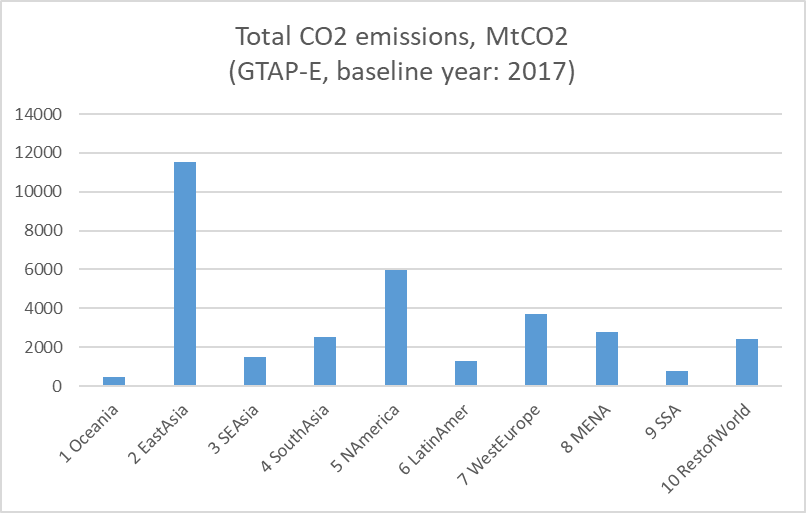 Total CO2 emissions, MtCO2
(GTAP-E, baseline year: 2017)
14000
12000
10000
8000
6000
4000
2000
0
1 Oceania
2 EastAsia
3 SEAsia
4 SouthAsia
5 NAmerica
6 LatinAmer
7 WestEurope
8 MENA
9 SSA
10 RestofWorld